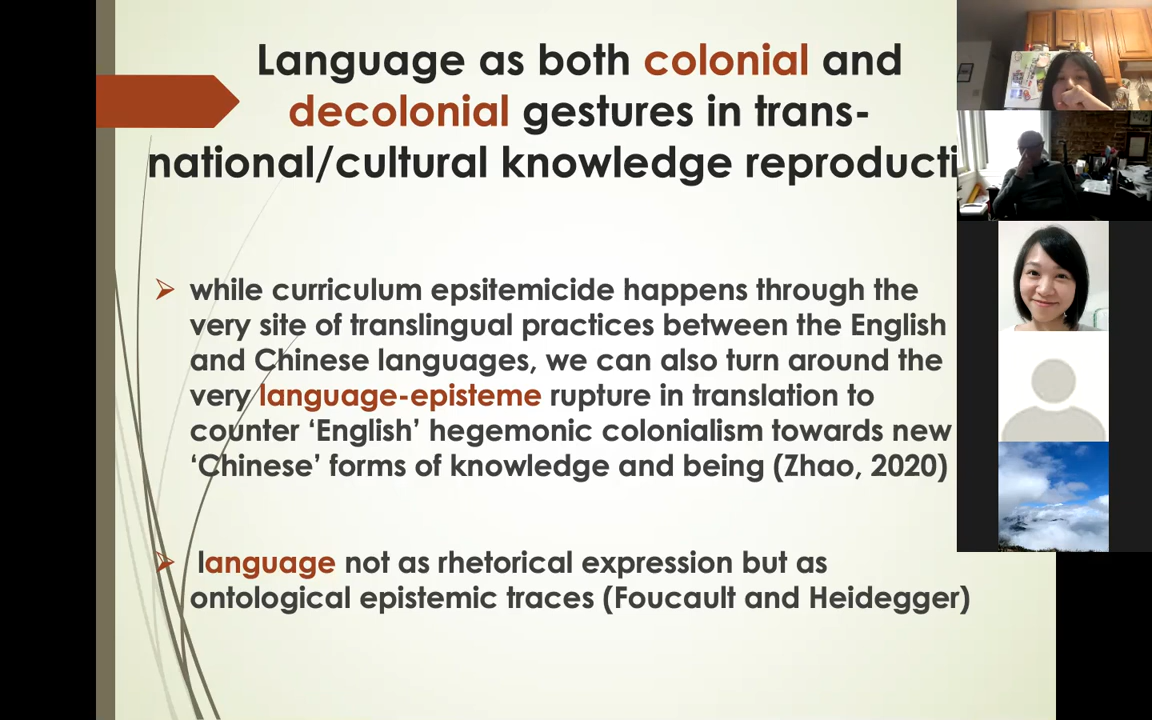 Language as both colonial and
decolonial gestures in trans-
national/cultural knowledge reproducti
while curriculum epsitemicide happens through the
very site of translingual practices between the English
and Chinese languages, we can also turn around the
very language-episteme rupture in translation to
counter ‘English’ hegemonic colonialism towards new
‘Chinese’ forms of knowledge and being (Zhao, 2020)
language not as rhetorical expression but as
ontological epistemic traces (Foucault and Heidegger)